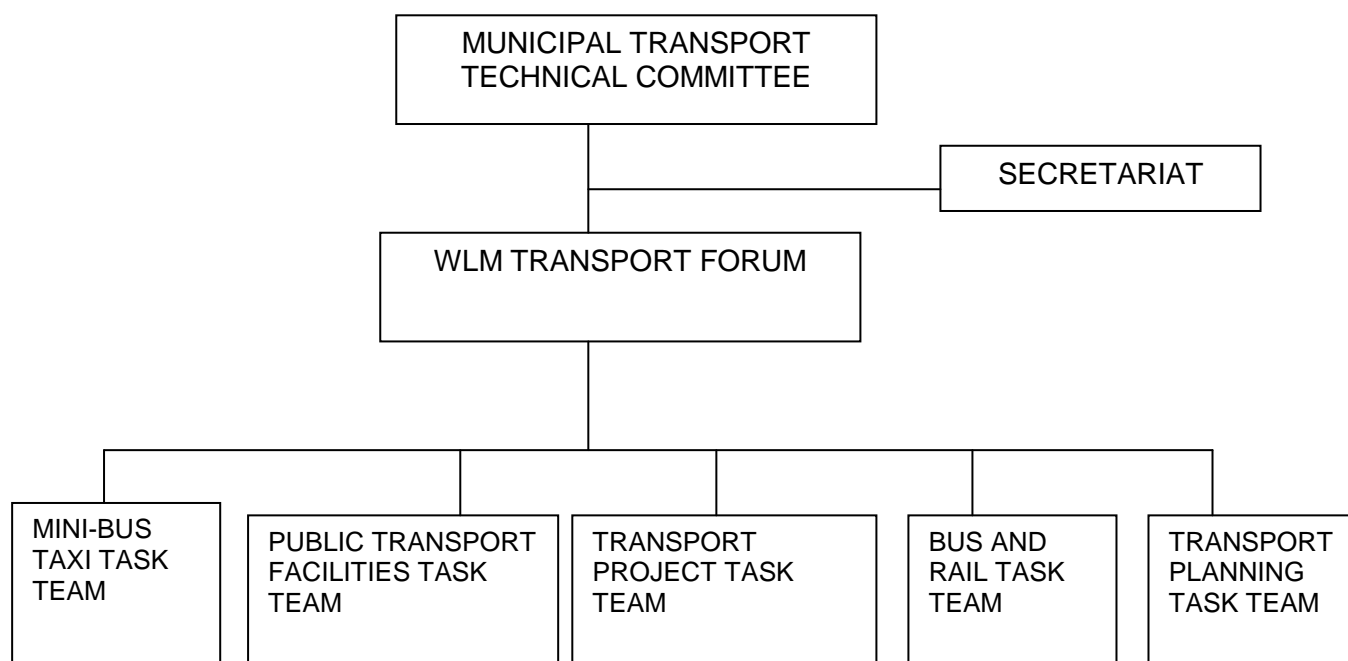 MUNICIPAL TRANSPORT
TECHNICAL COMMITTEE
SECRETARIAT
WLM TRANSPORT FORUM
MINI-BUS
TAXI TASK
TEAM
PUBLIC TRANSPORT
FACILITIES TASK
TEAM
TRANSPORT
PROJECT TASK
TEAM
BUS AND
RAIL TASK
TEAM
TRANSPORT
PLANNING
TASK TEAM